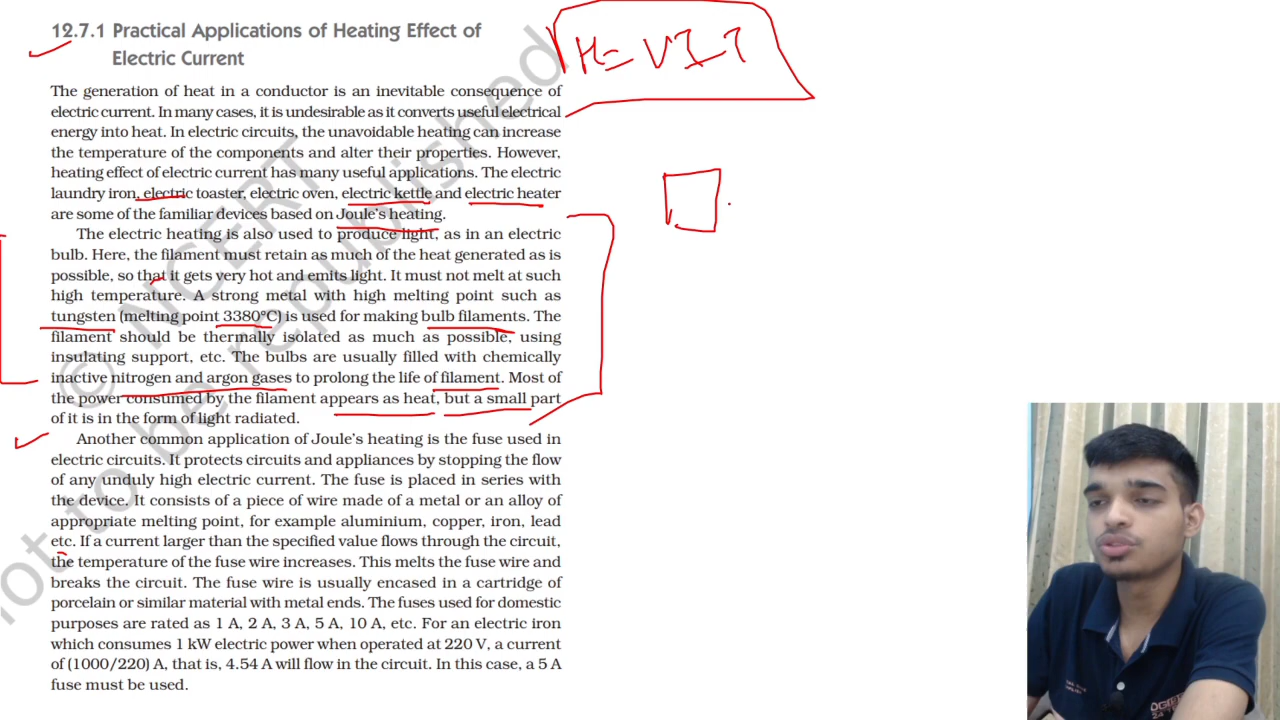 12.7.1 Practical Applications of Heating Effect of
Electric Current
H= VIT
The generation of heat in a conductor is an inevitable consequence of
electric current. In many cases, it is undesirable as it converts useful electrical
energy into heat. In electric circuits, the unavoidable heating can increase
the temperature of the components and alter their properties. However,
heating effect of electric current has many useful applications. The electric
laundry iron, electric toaster, electric oven, electric kettle and electric heater
are some of the familiar devices based on Joule's heating.
The electric heating is also used to produce light, as in an electric
bulb. Here, the filament must retain as much of the heat generated as is
possible, so that it gets very hot and emits light. It must not melt at such
high temperature. A strong metal with high melting point such as
tungsten (melting point 3380°C) is used for making bulb filaments. The
filament should be thermally isolated as much as possible, using
insulating support, etc. The bulbs are usually filled with chemically
inactive nitrogen and argon gases to prolong the life of filament. Most of
the power consumed by the filament appears as heat, but a small part
of it is in the form of light radiated.
Another common application of Joule's heating is the fuse used in
electric circuits. It protects circuits and appliances by stopping the flow
of any unduly high electric current. The fuse is placed in series with
the device. It consists of a piece of wire made of a metal or an alloy of
appropriate melting point, for example aluminium, copper, iron, lead
etc. If a current larger than the specified value flows through the circuit,
the temperature of the fuse wire increases. This melts the fuse wire and
breaks the circuit. The fuse wire is usually encased in a cartridge of
porcelain or similar material with metal ends. The fuses used for domestic
purposes are rated as 1 A, 2 A, 3 A, 5 A, 10 A, etc. For an electric iron
which consumes 1 kW electric power when operated at 220 V, a current
of (1000/220) A, that is, 4.54 A will flow in the circuit. In this case, a 5 A
fuse must be used.
© NCERT
not to be republished